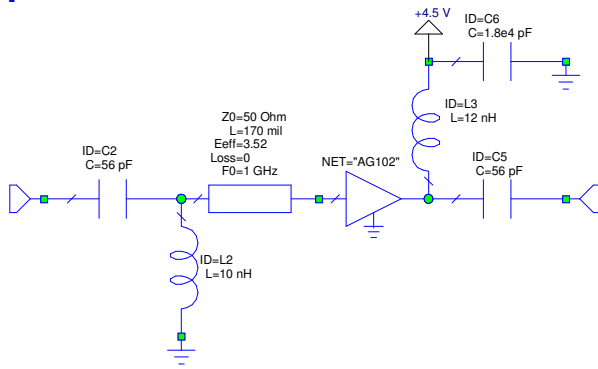 +4.5 V
ID=C6
C=1.8e4 pF
ID=L3
L=12 nH
Z0=50 Ohm
L=170 mil
Eeff=3.52
Loss=0
F0=1 GHz
ID=C2
C=56 pF
NET="AG102"
ID=C5
C=56 pF
ID=L2
L=10 nH